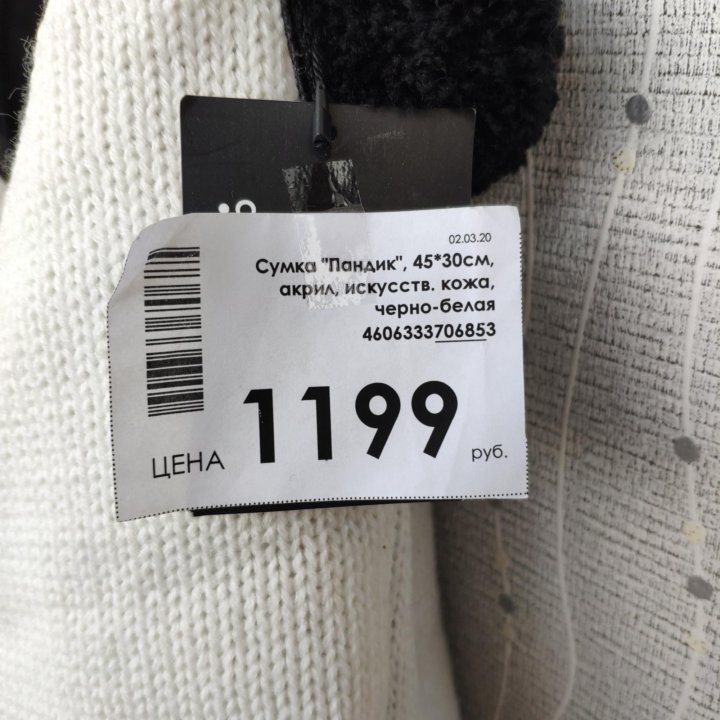 02.03.20
Сумка "Пандик", 45*30см,
акрил, искусств. кожа,
черно-белая
4606333706853
ЦЕНА 1199 руб.